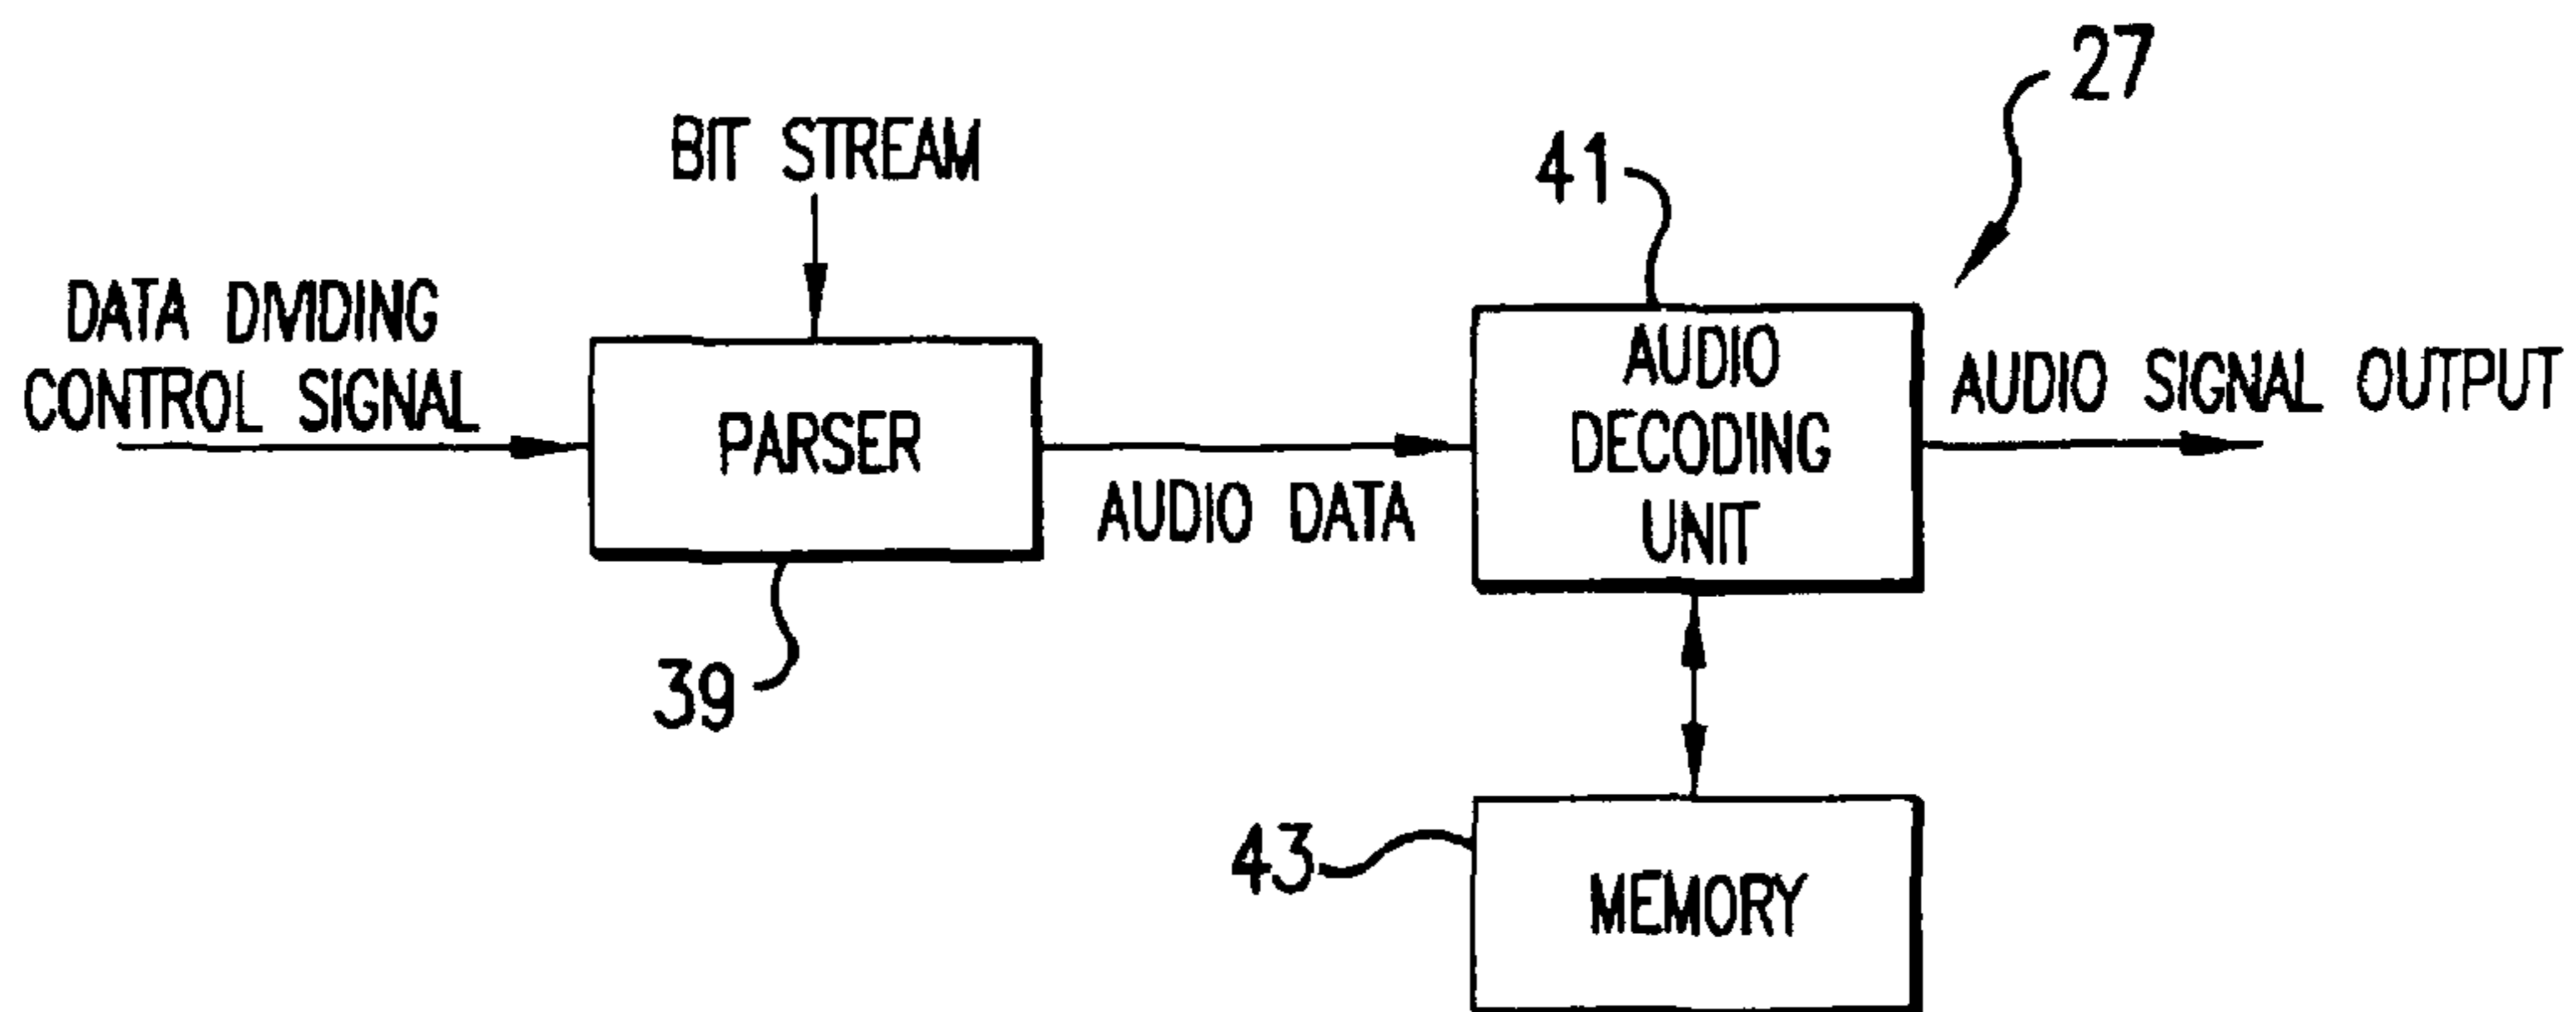 27
BIT STREAM
41
DATA DIVIDING
CONTROL SIGNAL
PARSER
AUDIO DATA
AUDIO
DECODING
UNIT
AUDIO SIGNAL OUTPUT
39
43
MEMORY